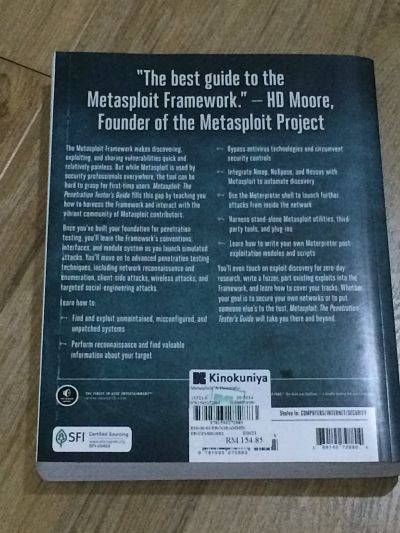 "The best guide to the
Metasploit Framework." — HD Moore,
Founder of the Metasploit Project
The Metasploit Framework makes discovering,
exploiting, and sharing vulnerabilities quick and
relatively painless. But while Metasploit is used by
security professionals everywhere, the tool can
be hard to grasp for first-time users. Metasploit: The
Penetration Tester's Guide fills this gap by teaching you
how to harness the Framework and interact with the
vibrant community of Metasploit contributors.
Once you've built your foundation for penetration
testing, you'll learn the Framework's conventions,
interfaces, and module system as you launch simulated
attacks. You'll move on to advanced penetration testing
techniques, including network reconnaissance and
enumeration, client-side attacks, wireless attacks, and
targeted social-engineering attacks.
Learn how to:
Find and exploit unmaintained, misconfigured, and
unpatched systems
Perform reconnaissance and find valuable
information about your target
Bypass antivirus technologies and circumvent
security controls
Integrate Nmap, NeXpose, and Nessus with
Metasploit to automate discovery
Use the Meterpreter shell to launch further
attacks from inside the network
Harness stand-alone Metasploit utilities, third-
party tools, and plug-ins
Learn how to write your own Meterpreter post-
exploitation modules and scripts
You'll even touch on exploit discovery for zero-day
research, write a fuzzer, port existing exploits into the
Framework, and learn how to cover your tracks. Whether
your goal is to secure your own networks or to put
someone else's to the test, Metasploit: The Penetration
Tester's Guide will take you there and beyond.
THE FINEST IN GEEK ENTERTAINMENT™
Kinokuniya
Shelve in: COMPUTERS/INTERNET/SECURITY
SFI
Certified Sourcing
RM 154.85